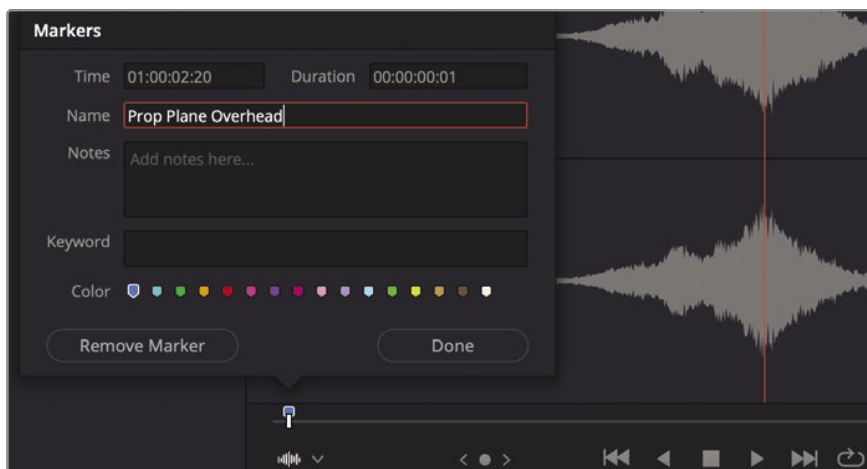 Markers
Time 01:00:02:20 Duration 00:00:00:01
Name Prop Plane Overhead
Notes Add notes here...
Keyword
Color
Remove Marker Done